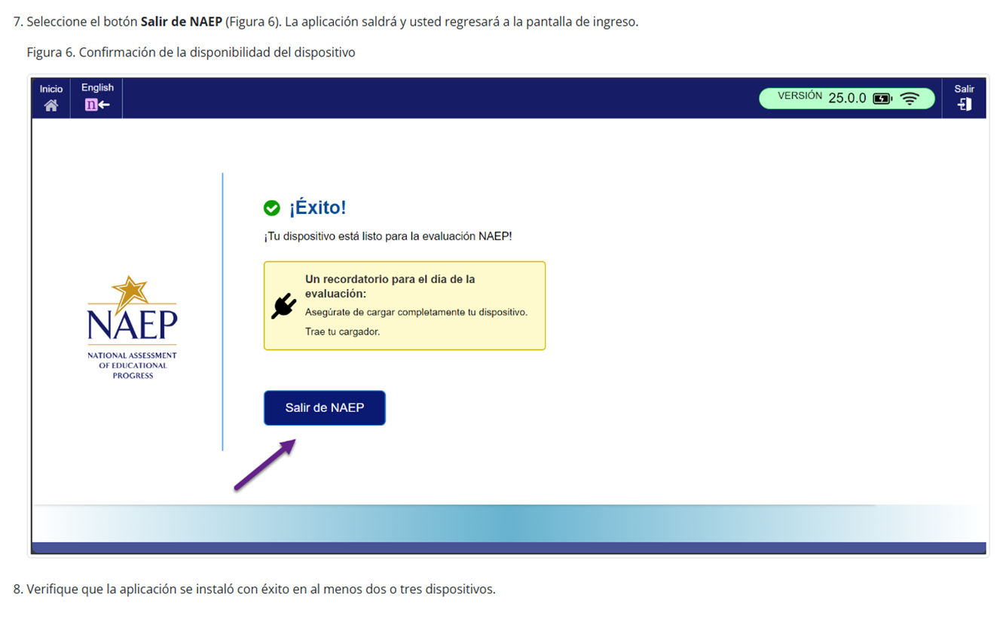 7. Seleccione el botón Salir de NAEP (Figura 6). La aplicación saldrá y usted regresará a la pantalla de ingreso.
Figura 6. Confirmación de la disponibilidad del dispositivo
Inicio
English
n
VERSIÓN 25.0.0
Salir
¡Éxito!
¡Tu dispositivo está listo para la evaluación NAEP!
Un recordatorio para el día de la
evaluación:
Asegúrate de cargar completamente tu dispositivo.
Trae tu cargador.
NAEP
NATIONAL ASSESSMENT
OF EDUCATIONAL
PROGRESS
Salir de NAEP
8. Verifique que la aplicación se instaló con éxito en al menos dos o tres dispositivos.